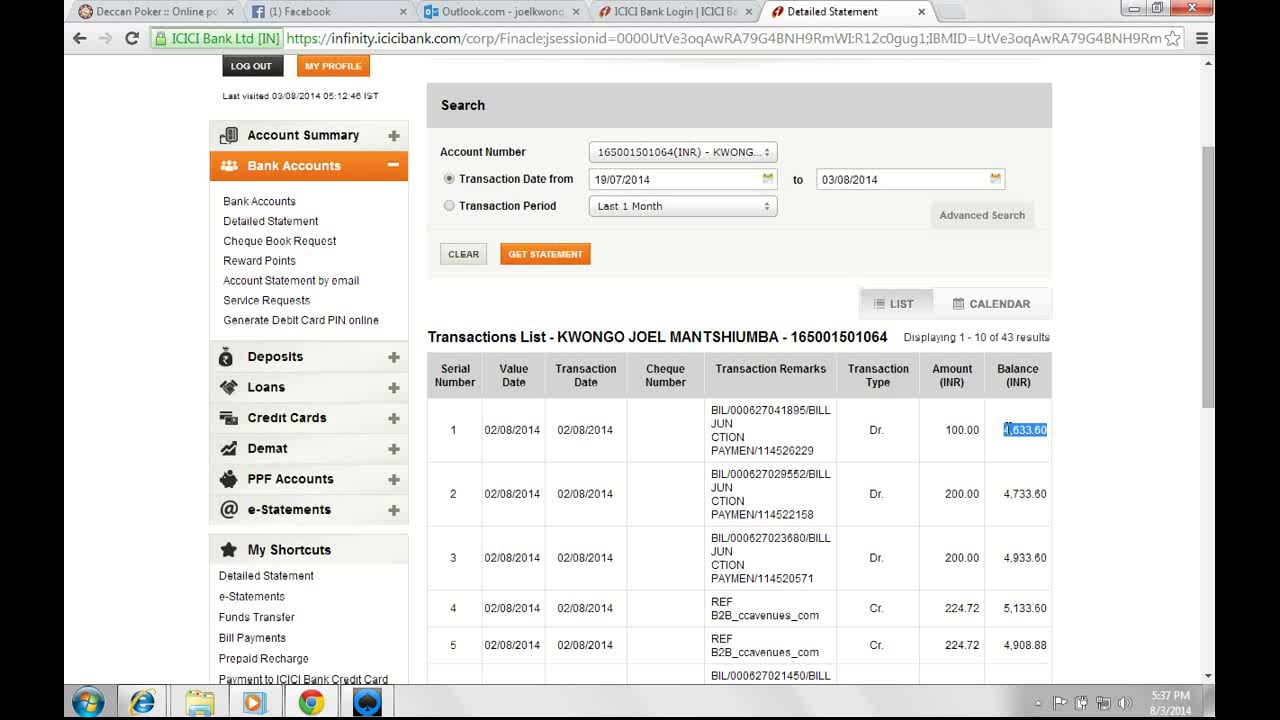 Deccan Poker :: Online po
(1) Facebook
Outlook.com - joelkwong
ICICI Bank Login | ICICI B
Detailed Statement
ICICI Bank Ltd [IN]
LOG OUT
MY PROFILE
Last visited 03/08/2014 05:12:46 IST
Account Summary
Bank Accounts
Bank Accounts
Detailed Statement
Cheque Book Request
Reward Points
Account Statement by email
Service Requests
Generate Debit Card PIN online
Deposits
Loans
Credit Cards
Demat
PPF Accounts
e-Statements
My Shortcuts
Detailed Statement
e-Statements
Funds Transfer
Bill Payments
Prepaid Recharge
Payment to ICICI Bank Credit Card
Search
Account Number 165001501064(INR) - KWONG...
Transaction Date from 19/07/2014 to 03/08/2014
Transaction Period Last 1 Month
Advanced Search
CLEAR GET STATEMENT
LIST CALENDAR
Transactions List - KWONGO JOEL MANTSHIUMBA - 165001501064 Displaying 1 - 10 of 43 results
Serial Value Transaction Cheque Transaction Remarks Transaction Amount Balance
Number Date Date Number Type (INR) (INR)
BIL/000627041895/BILL
JUN
1 02/08/2014 02/08/2014 Dr. 100.00 4,633.60
CTION
PAYMEN/114526229
BIL/000627029552/BILL
JUN
2 02/08/2014 02/08/2014 Dr. 200.00 4,733.60
CTION
PAYMEN/114522158
BIL/000627023680/BILL
JUN
3 02/08/2014 02/08/2014 Dr. 200.00 4,933.60
CTION
PAYMEN/114520571
REF
4 02/08/2014 02/08/2014 Cr. 224.72 5,133.60
B2B_ccavenues_com
REF
5 02/08/2014 02/08/2014 Cr. 224.72 4,908.88
B2B_ccavenues_com
BIL/000627021450/BILL
5:37 PM
8/3/2014